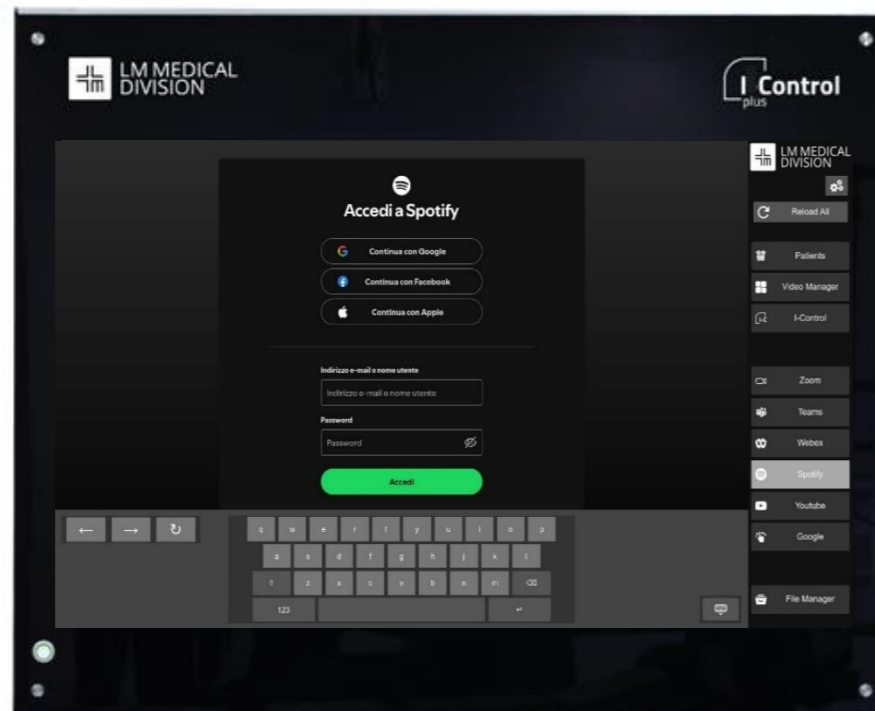 LM MEDICAL
DIVISION
I Control
plus
LM MEDICAL
DIVISION
Accedi a Spotify
Continua con Google
Continua con Facebook
Continua con Apple
Indirizzo e-mail o nome utente
Indirizzo e-mail o nome utente
Password
Password
Accedi
Reload All
Patients
Video Manager
I-Control
Zoom
Teams
Webex
Spotify
Youtube
Google
File Manager
q w e r t y u i o p
a s d f g h j k l
z x c v b n m
123